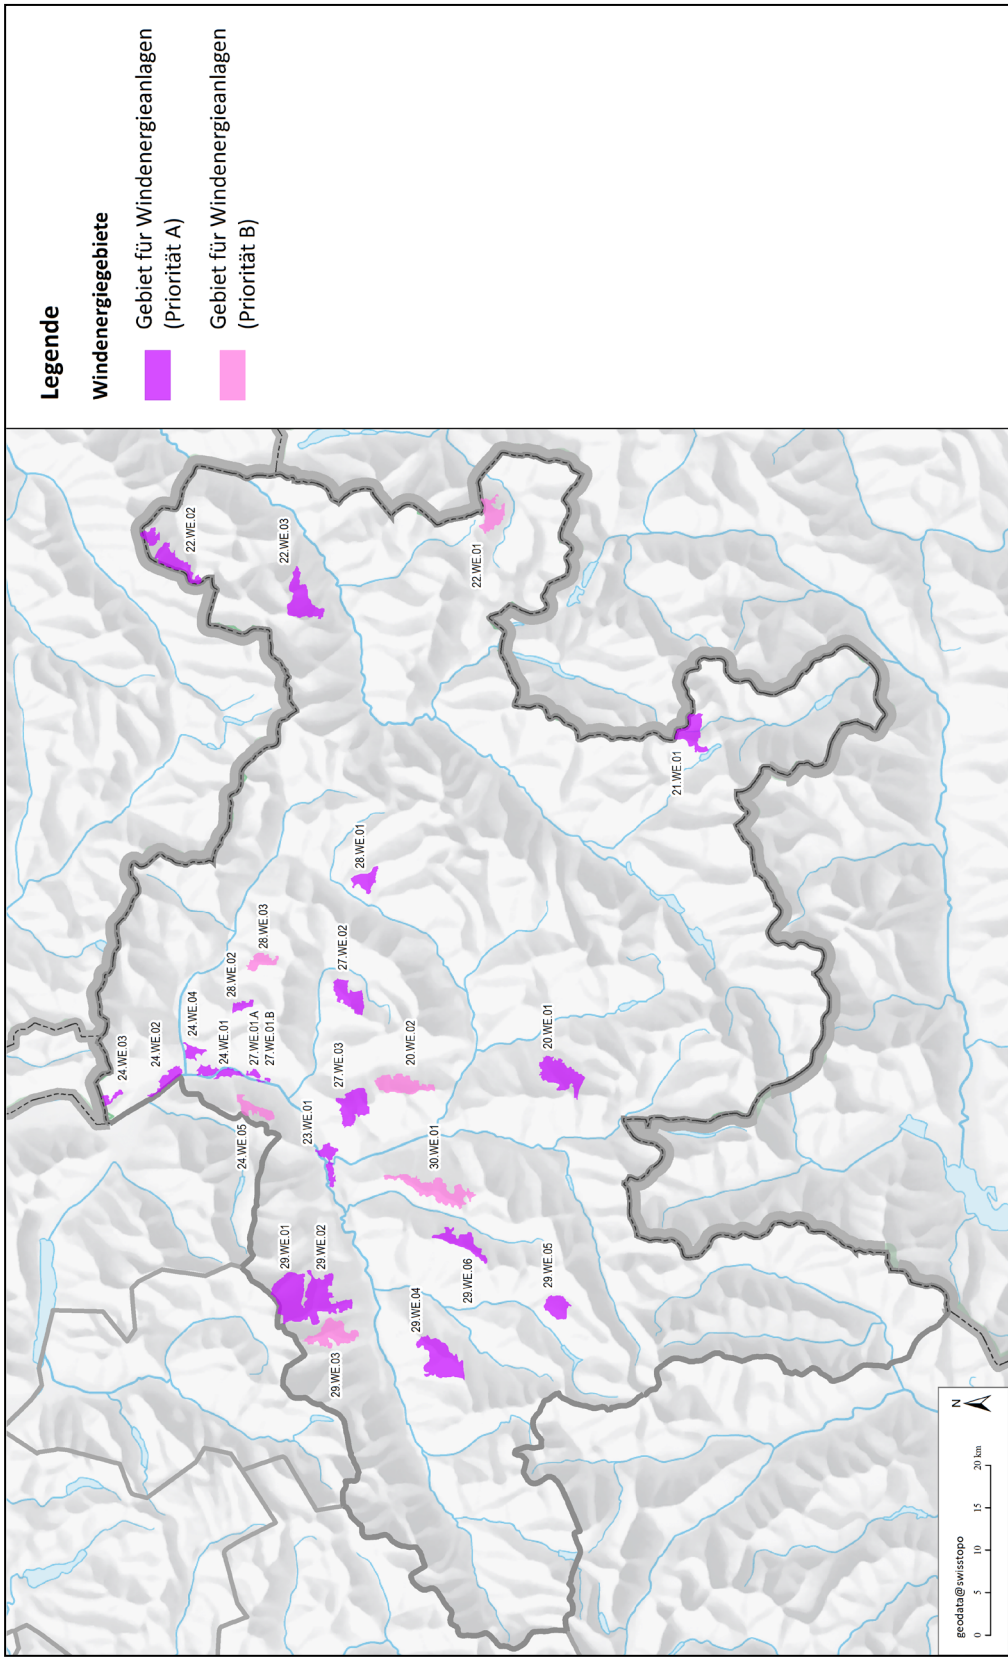 Legende
Windenergiegebiete
Gebiet für Windenergieanlagen
(Priorität A)
Gebiet für Windenergieanlagen
(Priorität B)
24.WE.03
24.WE.02
24.WE.04
24.WE.01
27.WE.01.A
27.WE.01.B
28.WE.02
28.WE.03
24.WE.05
22.WE.02
22.WE.03
22.WE.01
21.WE.01
28.WE.01
27.WE.02
27.WE.03
23.WE.01
20.WE.02
20.WE.01
30.WE.01
29.WE.01
29.WE.02
29.WE.03
29.WE.04
29.WE.06
29.WE.05
geodata@swisstopo
0 5 10 15 20 km
N